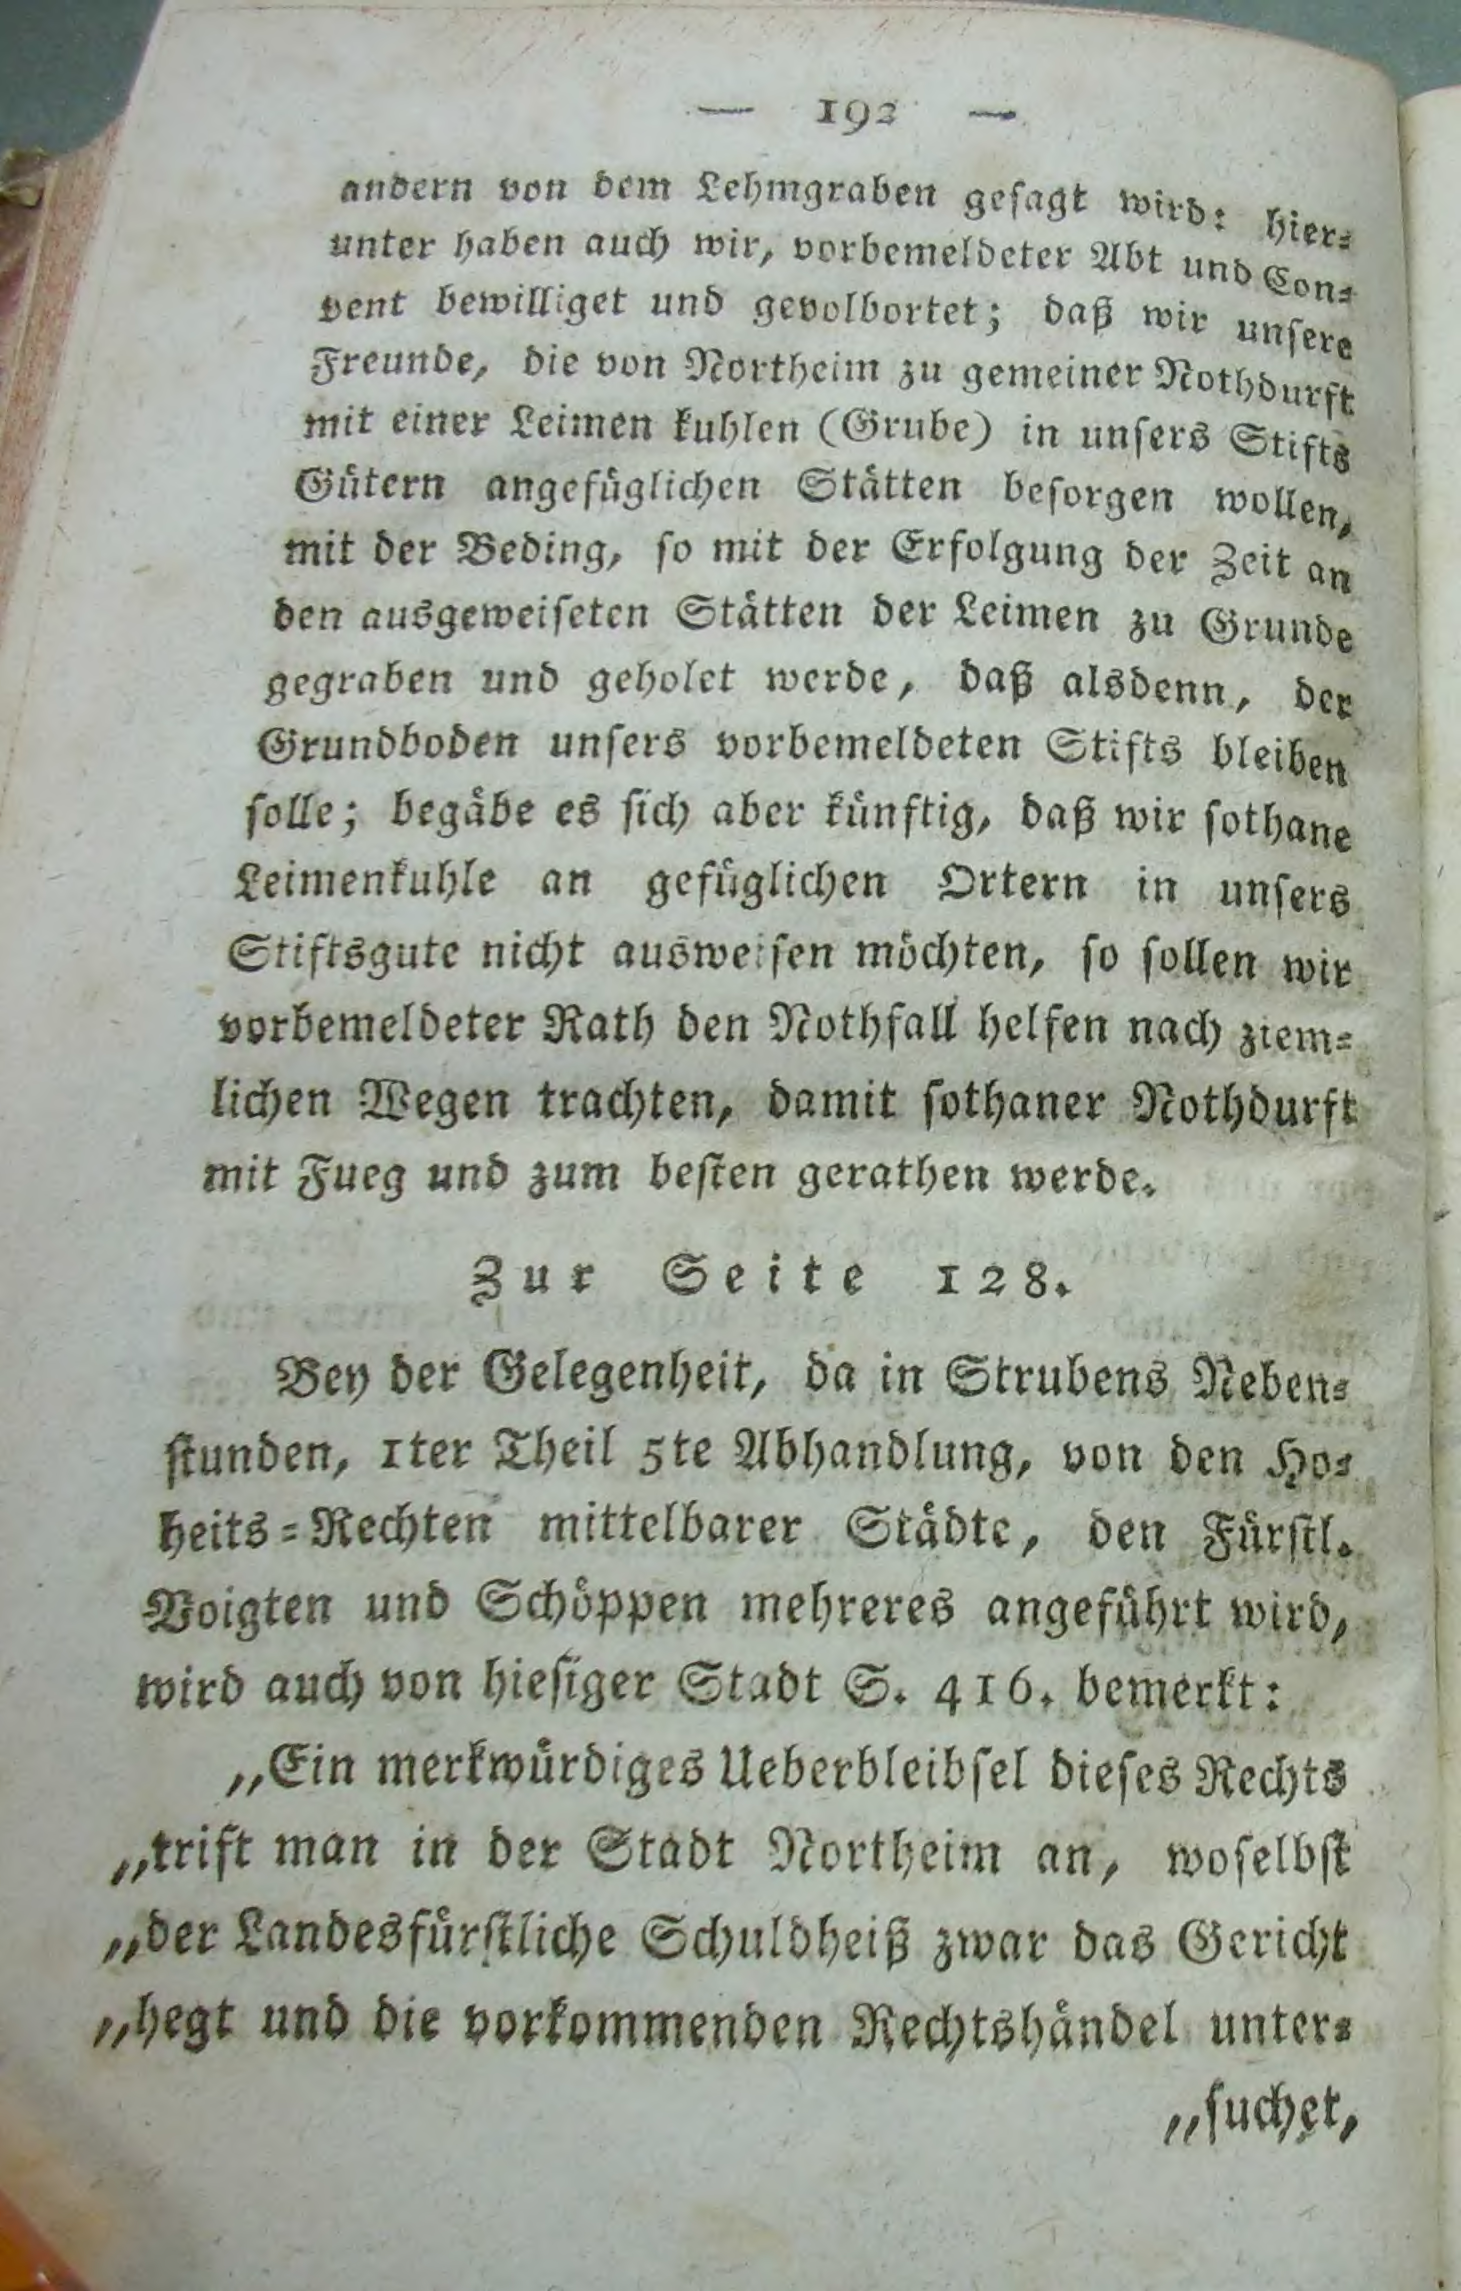 — 192 —
andern von dem Lehmgraben gesagt wird: hier-
unter haben auch wir, vorbemeldeter Abt und Con-
vent bewilliget und gevolbortet; daß wir unsere
Freunde, die von Northeim zu gemeiner Nothdurft
mit einer Leimen kuhlen (Grube) in unsers Stifts
Gütern angefüglichen Stätten besorgen wollen,
mit der Beding, so mit der Erfolgung der Zeit an
den ausgeweiseten Stätten der Leimen zu Grunde
gegraben und geholet werde, daß alsdenn, der
Grundboden unsers vorbemeldeten Stifts bleiben
solle; begäbe es sich aber künftig, daß wir sothane
Leimenkuhle an gefüglichen Ortern in unsers
Stiftsgute nicht ausweisen möchten, so sollen wir
vorbemeldeter Rath den Nothfall helfen nach ziem-
lichen Wegen trachten, damit sothaner Nothdurft
mit Fueg und zum besten gerathen werde.
Zur Seite 128.
Bey der Gelegenheit, da in Strubens Neben-
stunden, 1ter Theil 5te Abhandlung, von den Ho-
heits-Rechten mittelbarer Städte, den Fürstl.
Voigten und Schöppen mehreres angeführt wird,
wird auch von hiesiger Stadt S. 416. bemerkt:
„Ein merkwürdiges Ueberbleibsel dieses Rechts
„trift man in der Stadt Northeim an, woselbst
„der Landesfürstliche Schuldheiß zwar das Gericht
„hegt und die vorkommenden Rechtshändel unter-
„suchet,